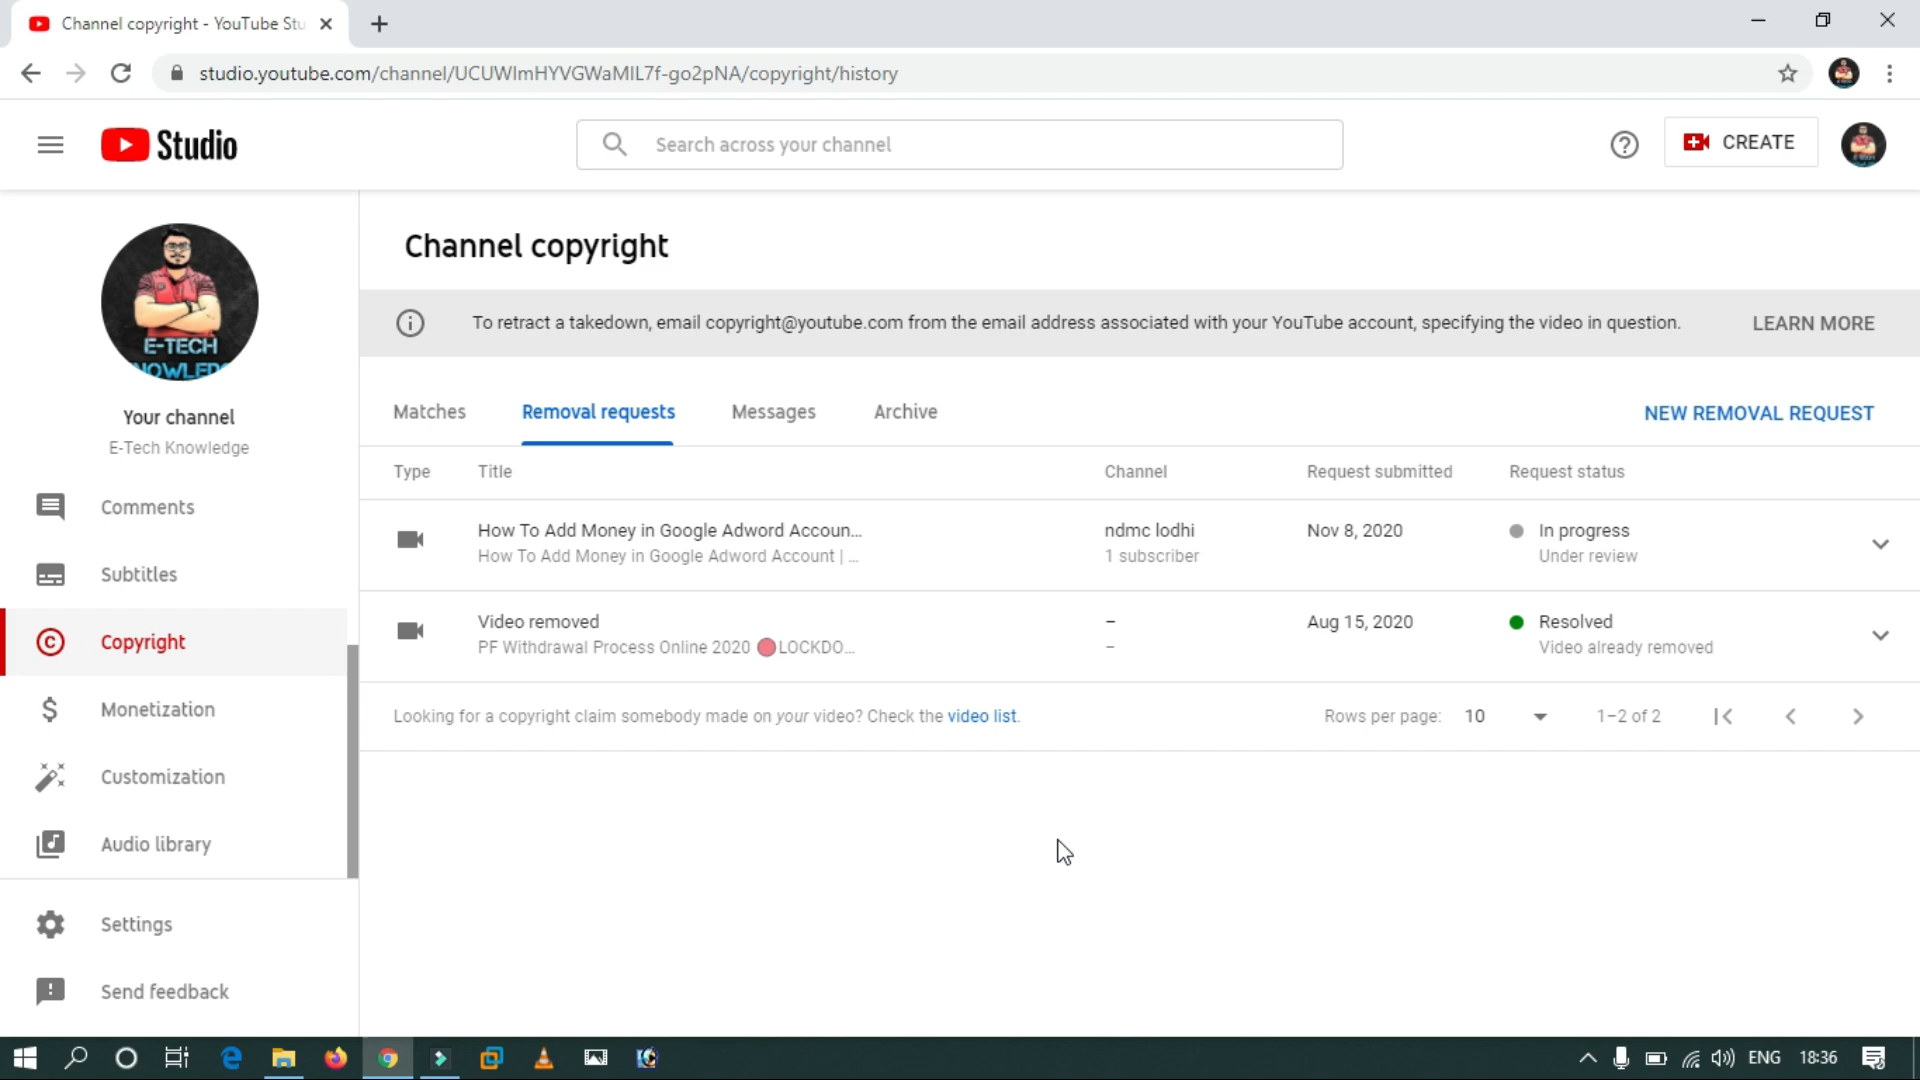 Channel copyright - YouTube Stu
studio.youtube.com/channel/UCUWImHYVGWaMIL7f-go2pNA/copyright/history
Studio
Search across your channel
CREATE
E-TECH
Your channel
E-Tech Knowledge
Comments
Subtitles
Copyright
Monetization
Customization
Audio library
Settings
Send feedback
Channel copyright
To retract a takedown, email copyright@youtube.com from the email address associated with your YouTube account, specifying the video in question. LEARN MORE
Matches Removal requests Messages Archive NEW REMOVAL REQUEST
Type Title Channel Request submitted Request status
How To Add Money in Google Adword Accoun... ndmc lodhi Nov 8, 2020 In progress
How To Add Money in Google Adword Account | ... 1 subscriber Under review
Video removed – Aug 15, 2020 Resolved
PF Withdrawal Process Online 2020 🔴LOCKDO... – Video already removed
Looking for a copyright claim somebody made on your video? Check the video list. Rows per page: 10 1–2 of 2
ENG 18:36